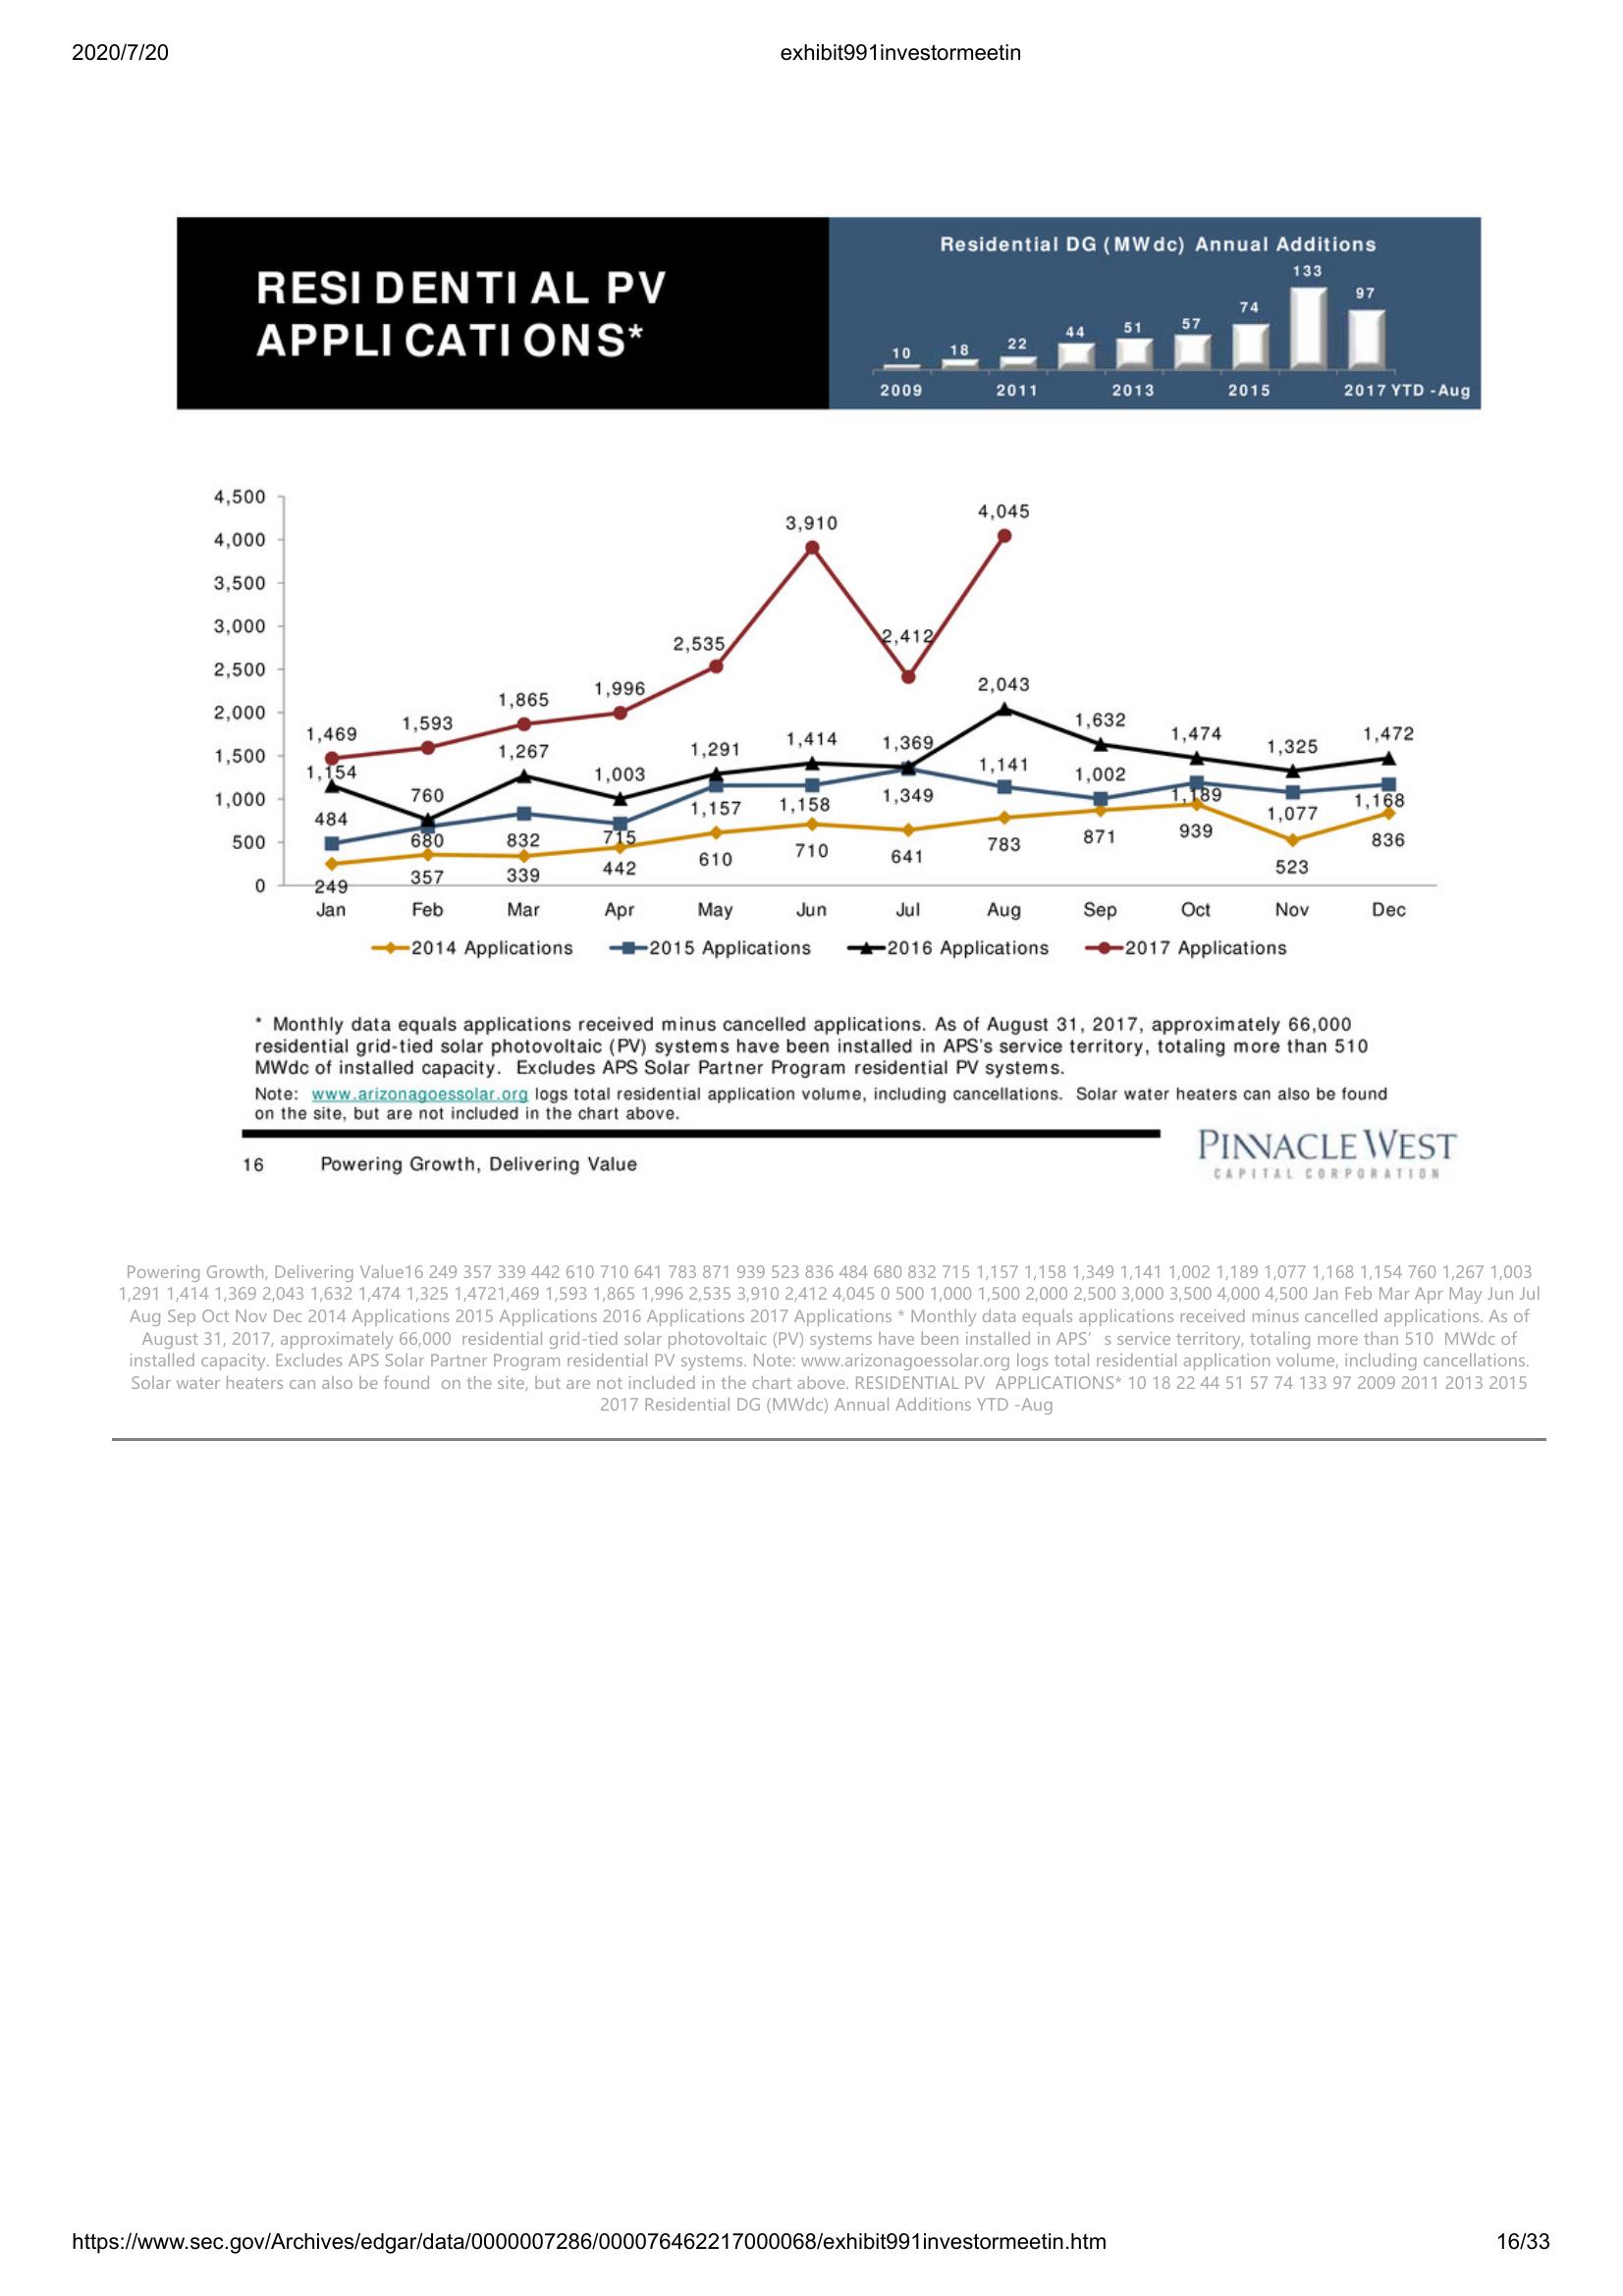 2020/7/20 exhibit991investormeetin
RESIDENTIAL PV
APPLICATIONS*
Residential DG (MWdc) Annual Additions
10 18 22 44 51 57 74 133 97
2009 2011 2013 2015 2017 YTD -Aug
4,500
4,000
3,500
3,000
2,500
2,000
1,500
1,000
500
0
1,469 1,593 1,865 1,996 2,535 3,910 2,412 4,045
1,154 760 1,267 1,003 1,291 1,414 1,369 2,043 1,632 1,474 1,325 1,472
484 680 832 715 1,157 1,158 1,349 1,141 1,002 1,189 1,077 1,168
249 357 339 442 610 710 641 783 871 939 523 836
Jan Feb Mar Apr May Jun Jul Aug Sep Oct Nov Dec
2014 Applications 2015 Applications 2016 Applications 2017 Applications
* Monthly data equals applications received minus cancelled applications. As of August 31, 2017, approximately 66,000
residential grid-tied solar photovoltaic (PV) systems have been installed in APS's service territory, totaling more than 510
MWdc of installed capacity. Excludes APS Solar Partner Program residential PV systems.
Note: www.arizonagoessolar.org logs total residential application volume, including cancellations. Solar water heaters can also be found
on the site, but are not included in the chart above.
16 Powering Growth, Delivering Value
PINNACLE WEST
CAPITAL CORPORATION
Powering Growth, Delivering Value16 249 357 339 442 610 710 641 783 871 939 523 836 484 680 832 715 1,157 1,158 1,349 1,141 1,002 1,189 1,077 1,168 1,154 760 1,267 1,003
1,291 1,414 1,369 2,043 1,632 1,474 1,325 1,4721,469 1,593 1,865 1,996 2,535 3,910 2,412 4,045 0 500 1,000 1,500 2,000 2,500 3,000 3,500 4,000 4,500 Jan Feb Mar Apr May Jun Jul
Aug Sep Oct Nov Dec 2014 Applications 2015 Applications 2016 Applications 2017 Applications * Monthly data equals applications received minus cancelled applications. As of
August 31, 2017, approximately 66,000 residential grid-tied solar photovoltaic (PV) systems have been installed in APS’s service territory, totaling more than 510 MWdc of
installed capacity. Excludes APS Solar Partner Program residential PV systems. Note: www.arizonagoessolar.org logs total residential application volume, including cancellations.
Solar water heaters can also be found on the site, but are not included in the chart above. RESIDENTIAL PV APPLICATIONS* 10 18 22 44 51 57 74 133 97 2009 2011 2013 2015
2017 Residential DG (MWdc) Annual Additions YTD -Aug
https://www.sec.gov/Archives/edgar/data/0000007286/000076462217000068/exhibit991investormeetin.htm 16/33